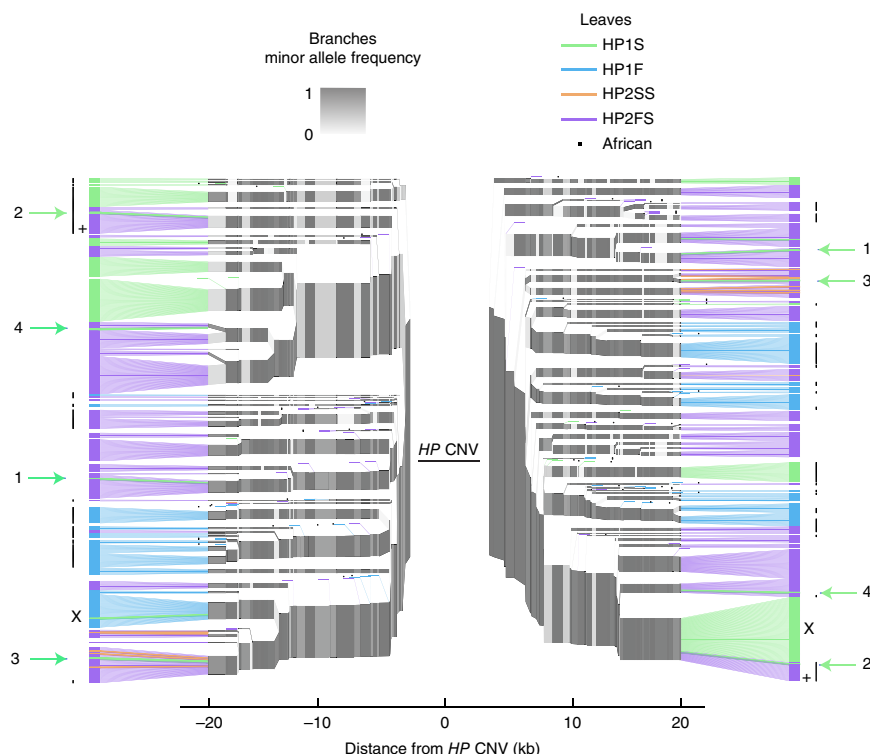 Branches
minor allele frequency
1
0
Leaves
HP1S
HP1F
HP2SS
HP2FS
African
2
+
4
1
X
3
HP CNV
1
3
4
X
2
+
–20
–10
0
10
20
Distance from HP CNV (kb)